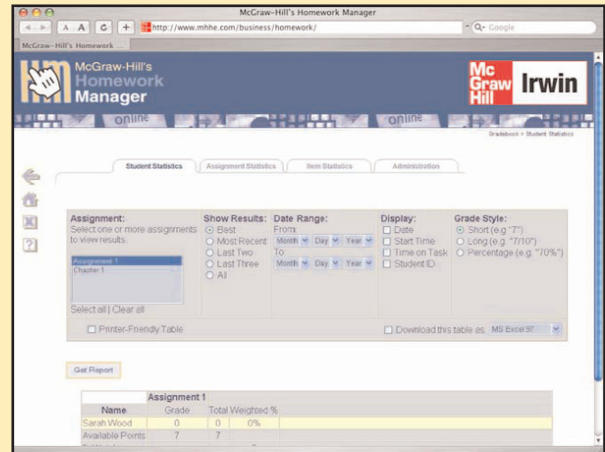 McGraw-Hill's Homework Manager
A A C + http://www.mhhe.com/business/homework/ Q- Google
McGraw-Hill's Homework ...
McGraw-Hill's
Homework
Manager
hm
Mc
Graw
Hill
Irwin
online
online
Gradebook > Student Statistics
Student Statistics Assignment Statistics Item Statistics Administration
Assignment: Show Results: Date Range: Display: Grade Style:
Select one or more assignments Best From: Date Short (e.g "7")
to view results. Most Recent Month Day Year Start Time Long (e.g "7/10")
Assignment 1 Last Two To Time on Task Percentage (e.g. "70%")
Chapter 1 Last Three Month Day Year Student ID
All
Select all | Clear all
Printer-Friendly Table Download this table as MS Excel 97
Get Report
Assignment 1
Name Grade Total Weighted %
Sarah Wood 0 0 0%
Available Points 7 7